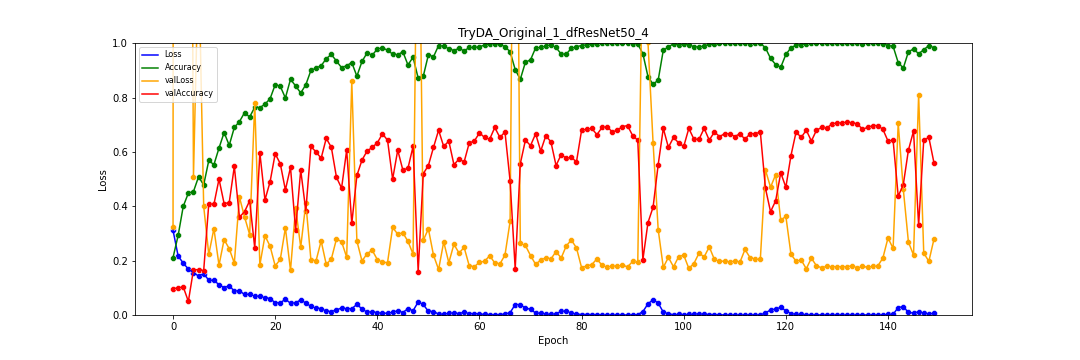 TryDA_Original_1_dfResNet50_4
Loss
Accuracy
valLoss
valAccuracy
1.0
0.8
0.6
0.4
0.2
0.0
Loss
0 20 40 60 80 100 120 140
Epoch